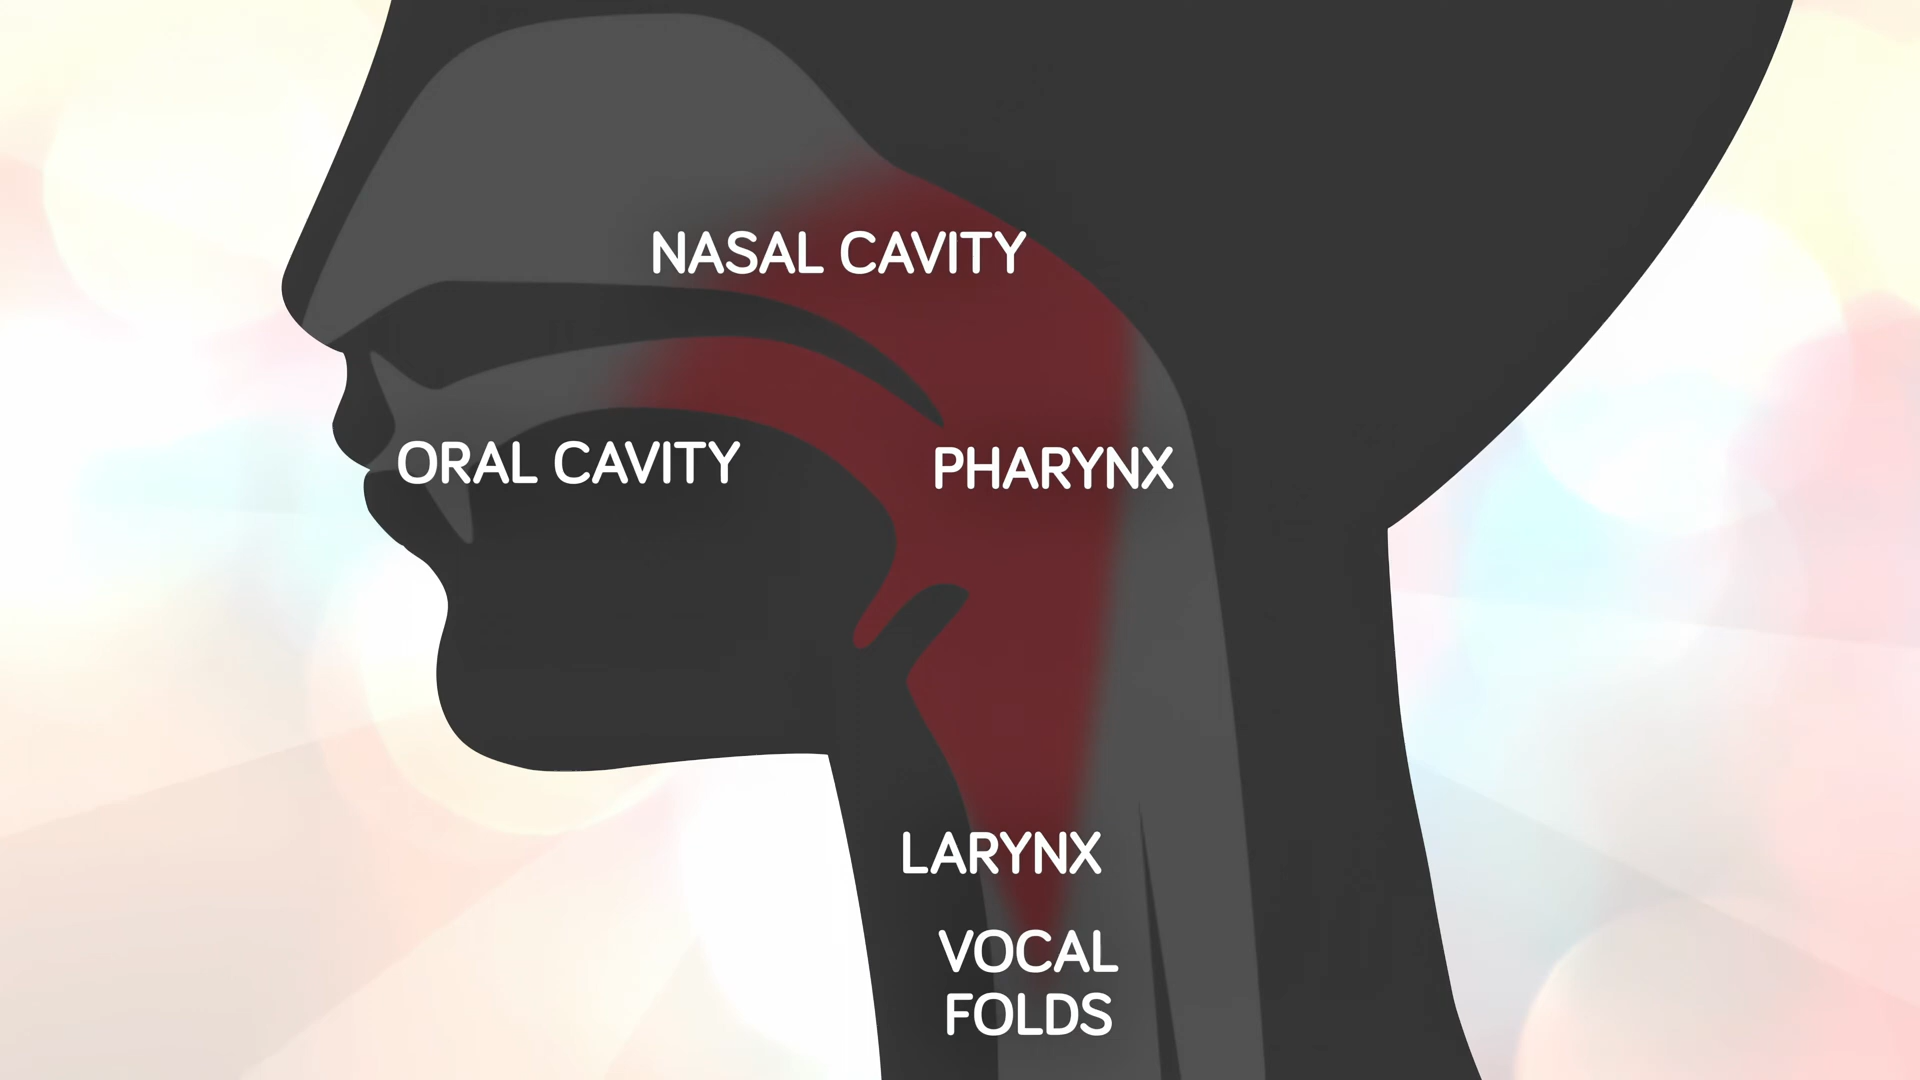 NASAL CAVITY
ORAL CAVITY
PHARYNX
LARYNX
VOCAL
FOLDS